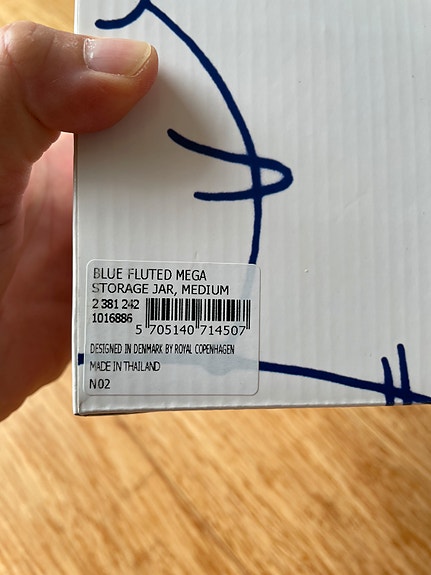 BLUE FLUTED MEGA
STORAGE JAR, MEDIUM
2 381 242
1016886
5 705140 714507
DESIGNED IN DENMARK BY ROYAL COPENHAGEN
MADE IN THAILAND
N02